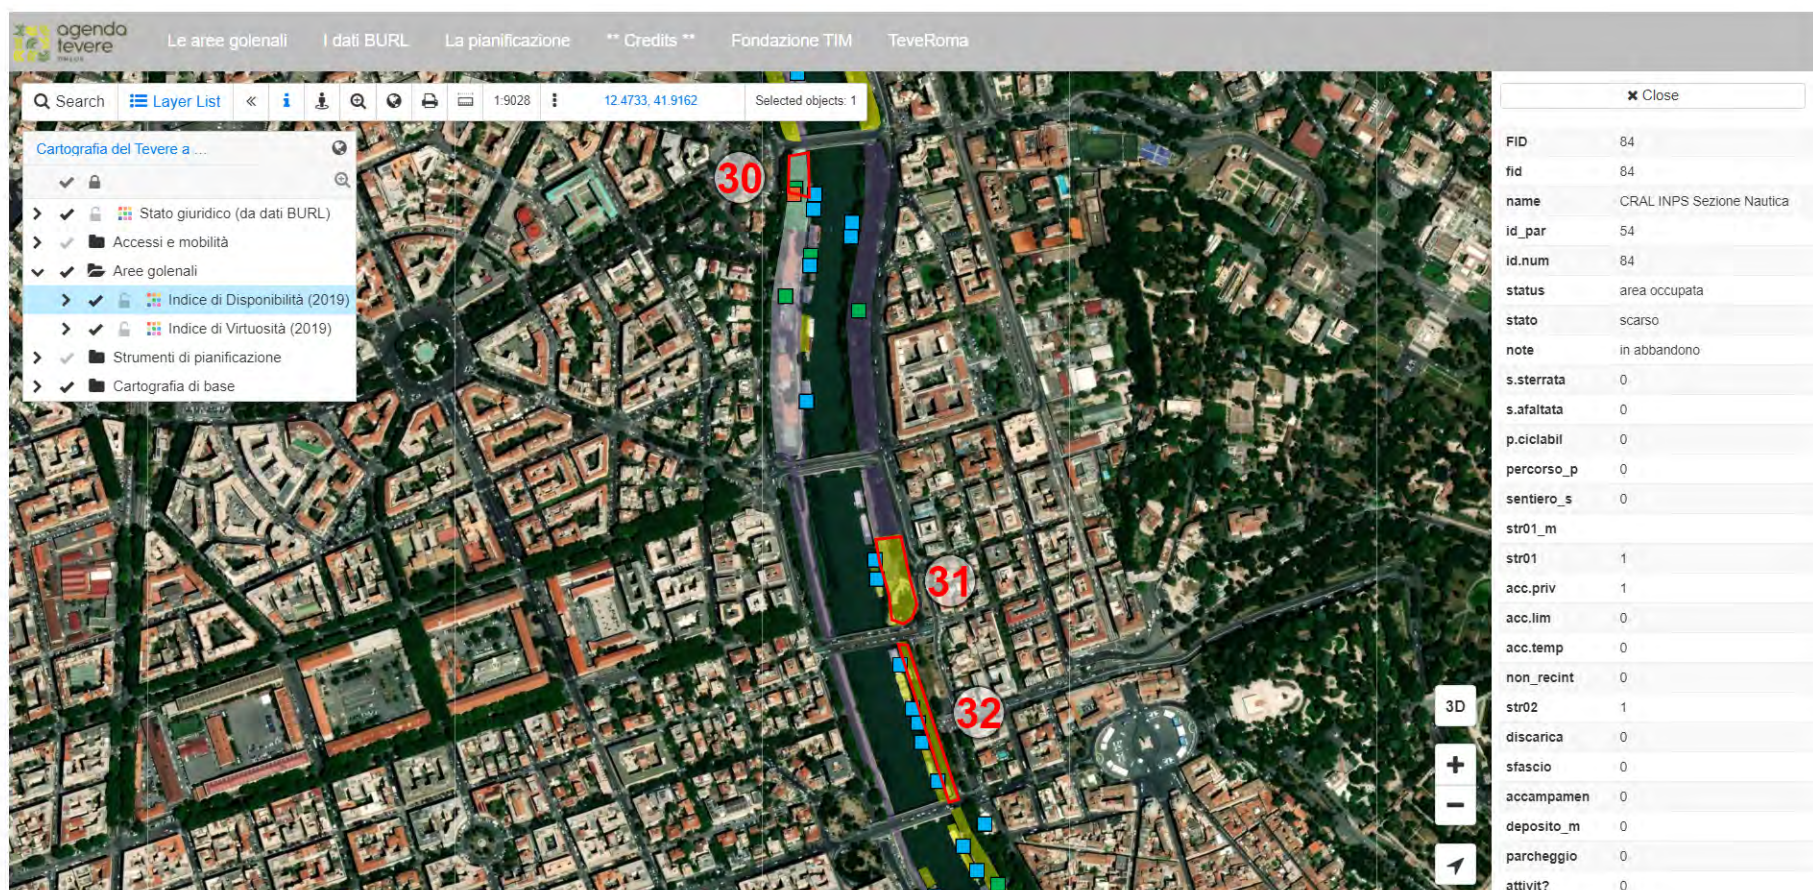 agenda
tevere
Le aree golenali
I dati BURL
La pianificazione
** Credits **
Fondazione TIM
TeveRoma
Search
Layer List
1:9028
12.4733, 41.9162
Selected objects: 1
Cartografia del Tevere a ...
Stato giuridico (da dati BURL)
Accessi e mobilità
Aree golenali
Indice di Disponibilità (2019)
Indice di Virtuosità (2019)
Strumenti di pianificazione
Cartografia di base
30
31
32
3D
Close
FID 84
fid 84
name CRAL INPS Sezione Nautica
id_par 54
id.num 84
status area occupata
stato scarso
note in abbandono
s.sterrata 0
s.afaltata 0
p.ciclabil 0
percorso_p 0
sentiero_s 0
str01_m
str01 1
acc.priv 1
acc.lim 0
acc.temp 0
non_recint 0
str02 1
discarica 0
sfascio 0
accampamen 0
deposito_m 0
parcheggio 0
attivit? 0